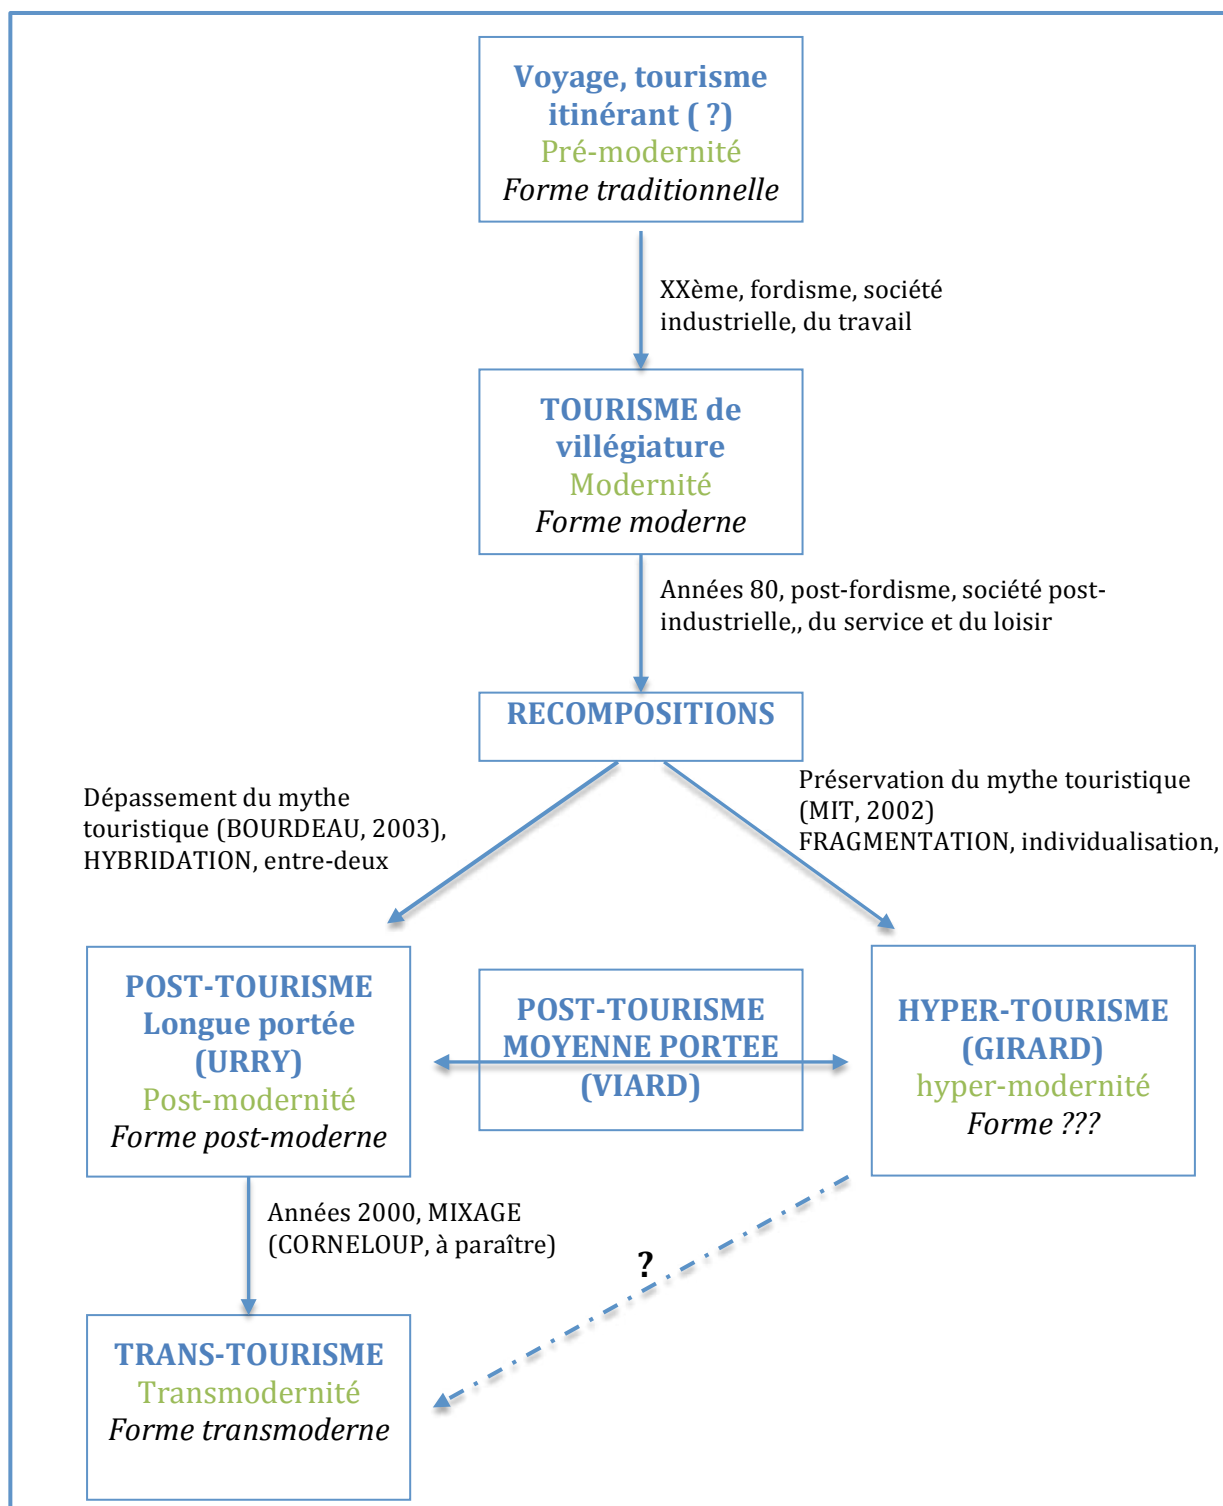 Voyage, tourisme
itinérant ( ?)
Pré-modernité
Forme traditionnelle
XXème, fordisme, société
industrielle, du travail
TOURISME de
villégiature
Modernité
Forme moderne
Années 80, post-fordisme, société post-
industrielle,, du service et du loisir
RECOMPOSITIONS
Dépassement du mythe
touristique (BOURDEAU, 2003),
HYBRIDATION, entre-deux
Préservation du mythe touristique
(MIT, 2002)
FRAGMENTATION, individualisation,
POST-TOURISME
Longue portée
(URRY)
Post-modernité
Forme post-moderne
POST-TOURISME
MOYENNE PORTEE
(VIARD)
HYPER-TOURISME
(GIRARD)
hyper-modernité
Forme ???
Années 2000, MIXAGE
(CORNELOUP, à paraître)
?
TRANS-TOURISME
Transmodernité
Forme transmoderne